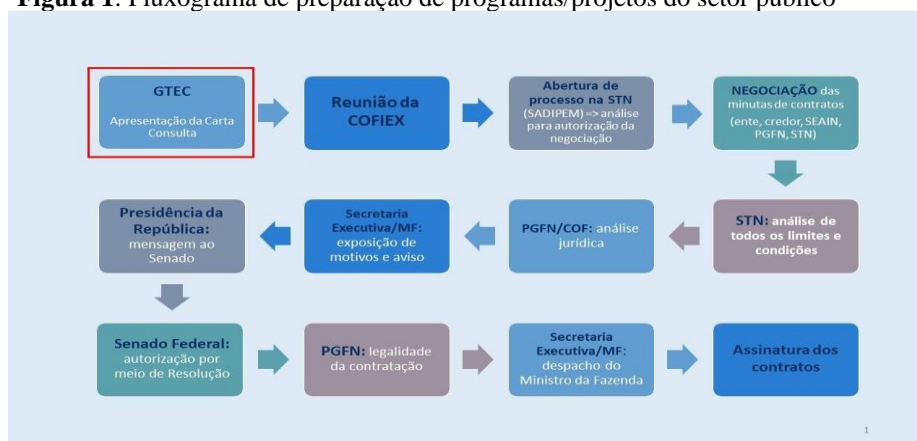 Figura 1: Fluxograma de preparação de programas/projetos do setor público
GTEC
Apresentação da Carta
Consulta
Reunião da
COFIEX
Abertura de
processo na STN
(SADIPEM) => análise
para autorização da
negociação
NEGOCIAÇÃO das
minutas de contratos
(ente, credor, SEAIN,
PGFN, STN)
Presidência da
República:
mensagem ao
Senado
Secretaria
Executiva/MF:
exposição de
motivos e aviso
PGFN/COF: análise
jurídica
STN: análise de
todos os limites e
condições
Senado Federal:
autorização por
meio de Resolução
PGFN: legalidade
da contratação
Secretaria
Executiva/MF:
despacho do
Ministro da Fazenda
Assinatura dos
contratos
1